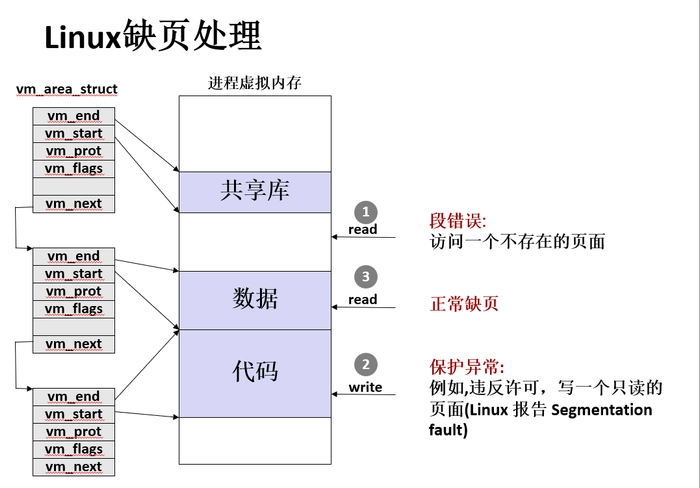 Linux缺页处理
vm_area_struct
进程虚拟内存
vm_end
vm_start
vm_prot
vm_flags
vm_next
共享库
1
read
段错误:
访问一个不存在的页面
vm_end
vm_start
vm_prot
vm_flags
vm_next
数据
3
read
正常缺页
代码
2
write
保护异常:
例如,违反许可，写一个只读的
页面(Linux 报告 Segmentation
fault)
vm_end
vm_start
vm_prot
vm_flags
vm_next